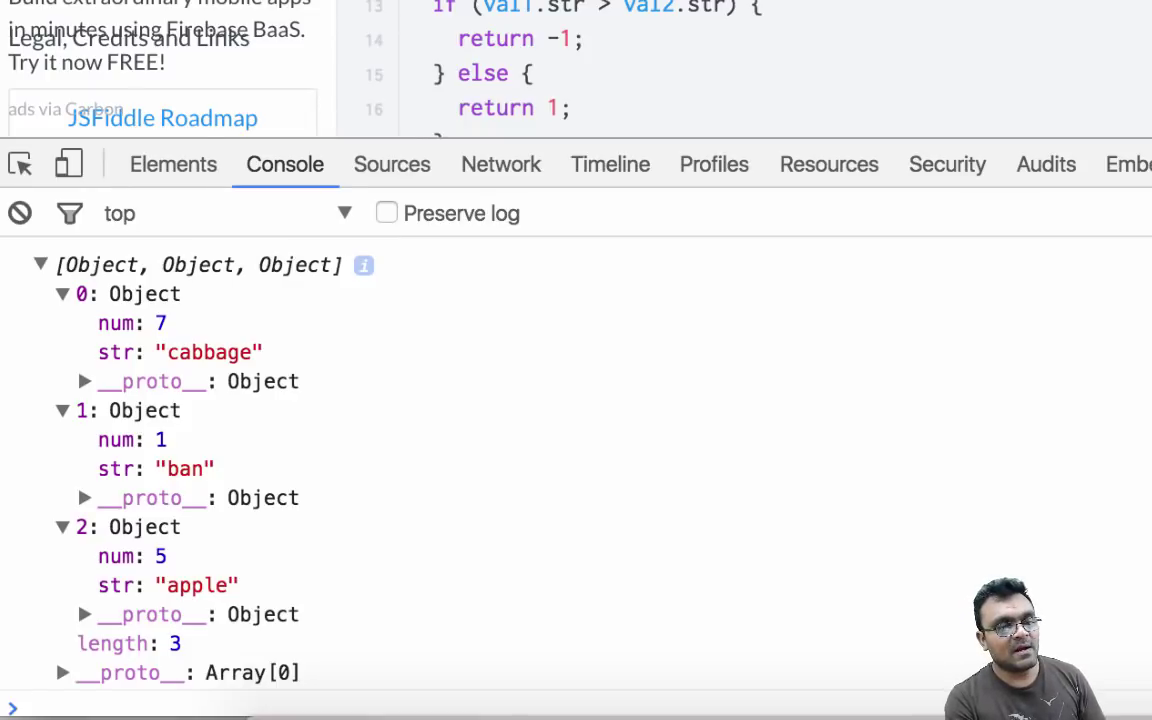 Build extraordinary mobile apps
in minutes using Firebase BaaS.
Legal, Credits and Links
Try it now FREE!
ads via Carbon
JSFiddle Roadmap
13 if (val1.str > val2.str) {
14 return -1;
15 } else {
16 return 1;
Elements Console Sources Network Timeline Profiles Resources Security Audits Embe
top Preserve log
[Object, Object, Object] i
0: Object
num: 7
str: "cabbage"
__proto__: Object
1: Object
num: 1
str: "ban"
__proto__: Object
2: Object
num: 5
str: "apple"
__proto__: Object
length: 3
__proto__: Array[0]
>